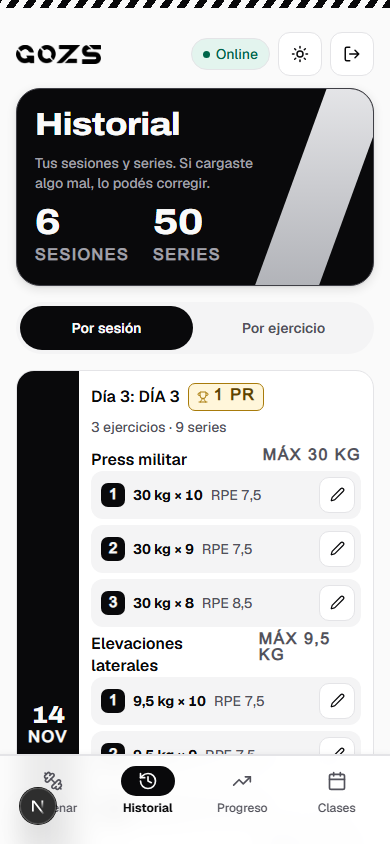 GOZS
Online
Historial
Tus sesiones y series. Si cargaste
algo mal, lo podés corregir.
6
50
SESIONES
SERIES
Por sesión
Por ejercicio
Día 3: DÍA 3
1 PR
3 ejercicios · 9 series
Press militar
MÁX 30 KG
1 30 kg × 10 RPE 7,5
2 30 kg × 9 RPE 7,5
3 30 kg × 8 RPE 8,5
Elevaciones
laterales
MÁX 9,5
KG
1 9,5 kg × 10 RPE 7,5
14
NOV
N
Historial
Progreso
Clases